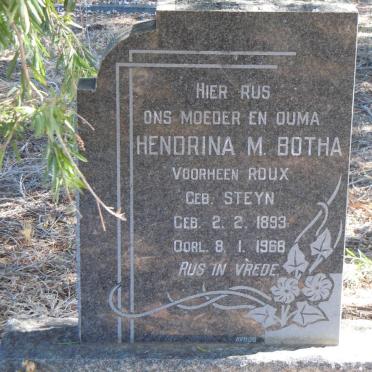 HIER RUS
ONS MOEDER EN OUMA
HENDRINA M. BOTHA
VOORHEEN ROUX
GEB. STEYN
GEB. 2. 2. 1893
OORL. 8. 1. 1968
RUS IN VREDE.